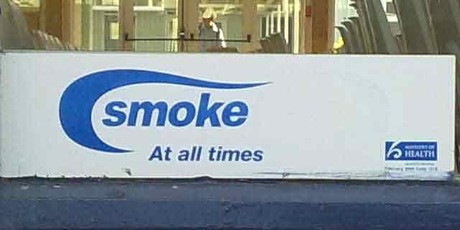 smoke
At all times
MINISTRY OF
HEALTH